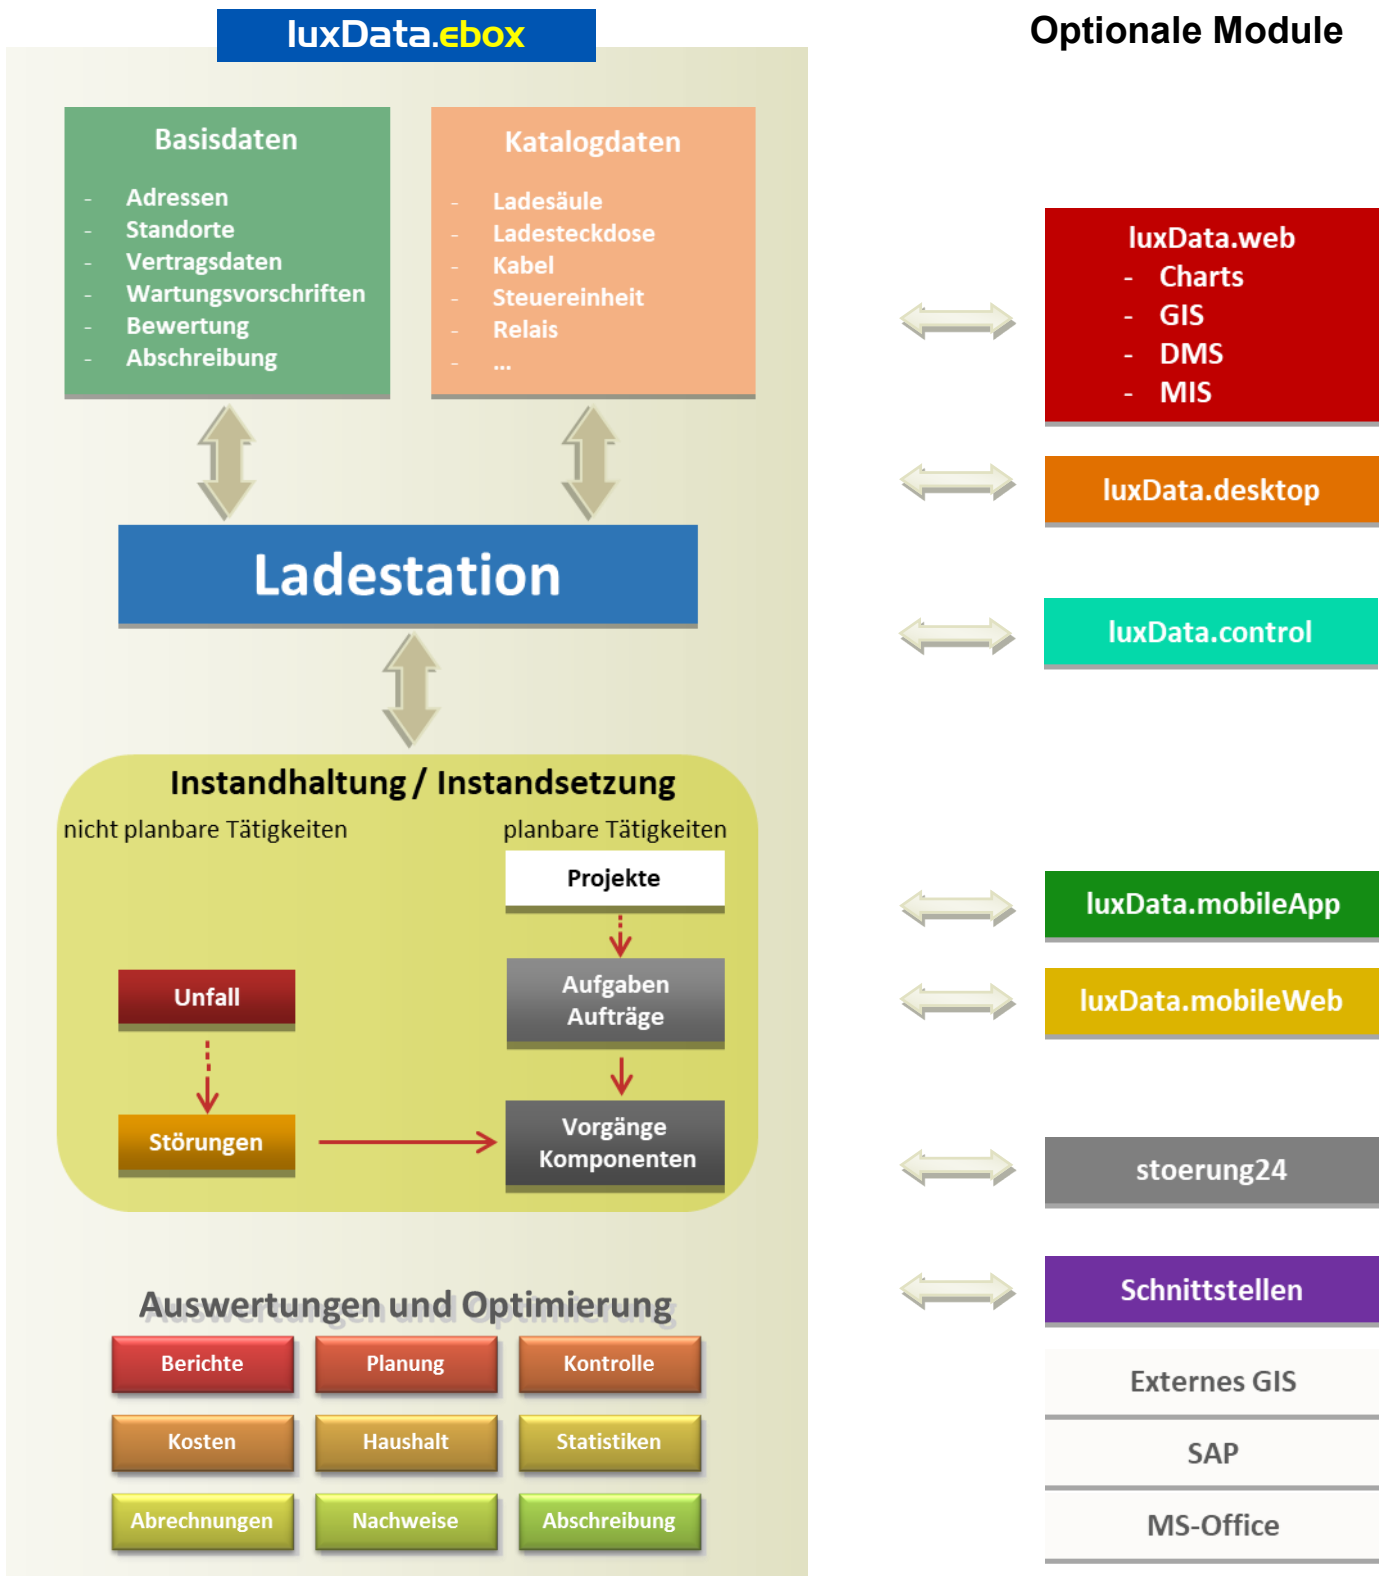 luxData.ebox
Optionale Module
Basisdaten
- Adressen
- Standorte
- Vertragsdaten
- Wartungsvorschriften
- Bewertung
- Abschreibung
Katalogdaten
- Ladesäule
- Ladesteckdose
- Kabel
- Steuereinheit
- Relais
- ...
Ladestation
Instandhaltung / Instandsetzung
nicht planbare Tätigkeiten
planbare Tätigkeiten
Projekte
Unfall
Aufgaben
Aufträge
Störungen
Vorgänge
Komponenten
Auswertungen und Optimierung
Berichte
Planung
Kontrolle
Kosten
Haushalt
Statistiken
Abrechnungen
Nachweise
Abschreibung
luxData.web
- Charts
- GIS
- DMS
- MIS
luxData.desktop
luxData.control
luxData.mobileApp
luxData.mobileWeb
stoerung24
Schnittstellen
Externes GIS
SAP
MS-Office